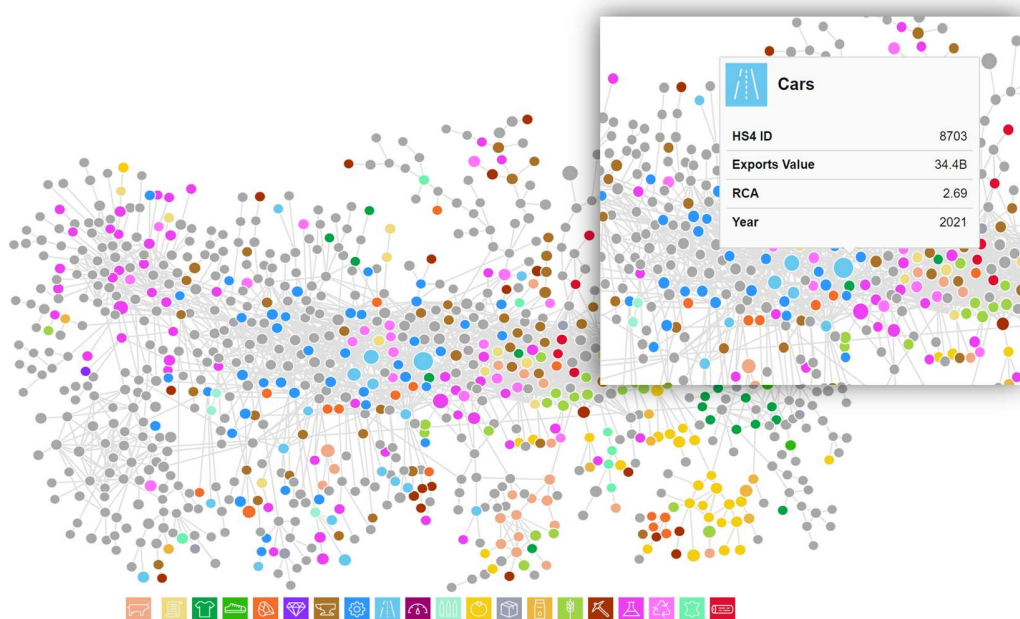 Cars
HS4 ID 8703
Exports Value 34.4B
RCA 2.69
Year 2021